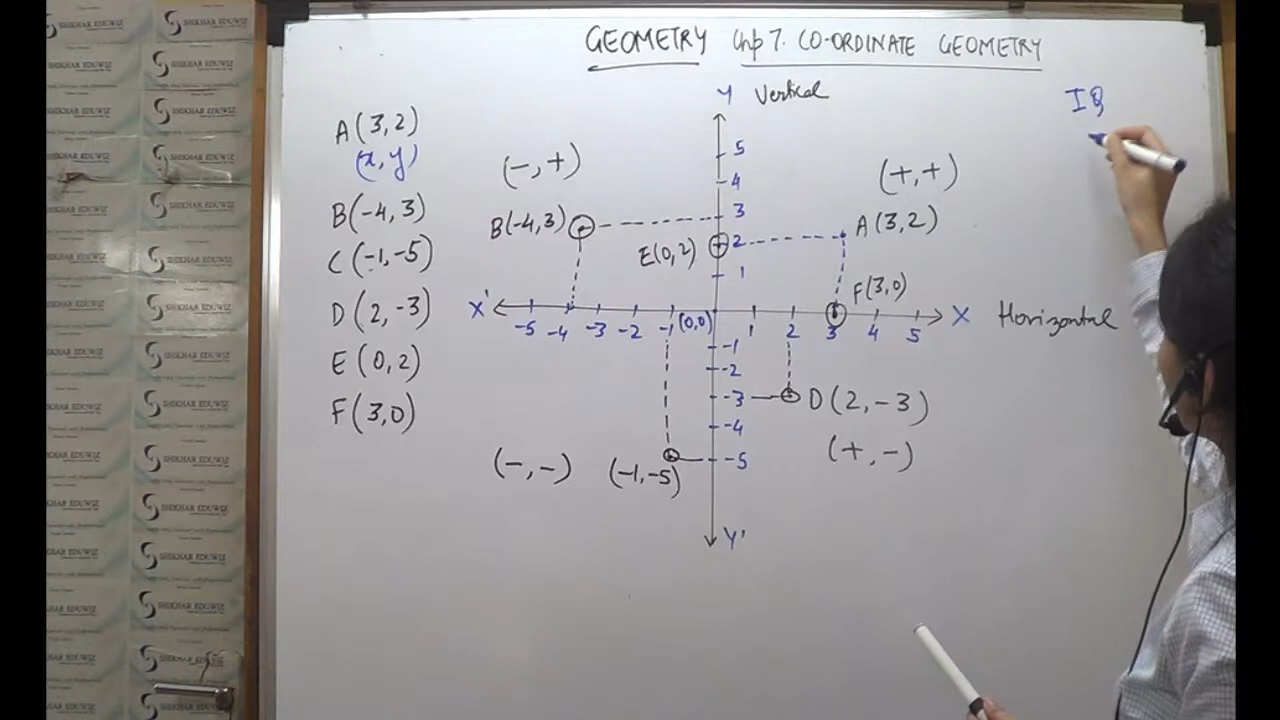 GEOMETRY Chp 7. CO-ORDINATE GEOMETRY
Y Vertical
IQ
A (3,2)
(x, y)
B(-4, 3)
C (-1, -5)
D (2, -3)
E (0, 2)
F (3,0)
(-, +)
(+, +)
5
4
3
2
1
B(-4,3)
E(0, 2)
A (3, 2)
F(3, 0)
X' -5 -4 -3 -2 -1 (0,0) 1 2 3 4 5 X Horizontal
-1
-2
-3
-4
-5
D (2, -3)
(+, -)
(-, -)
(-1, -5)
Y'
SHIKHAR EDUWIZ